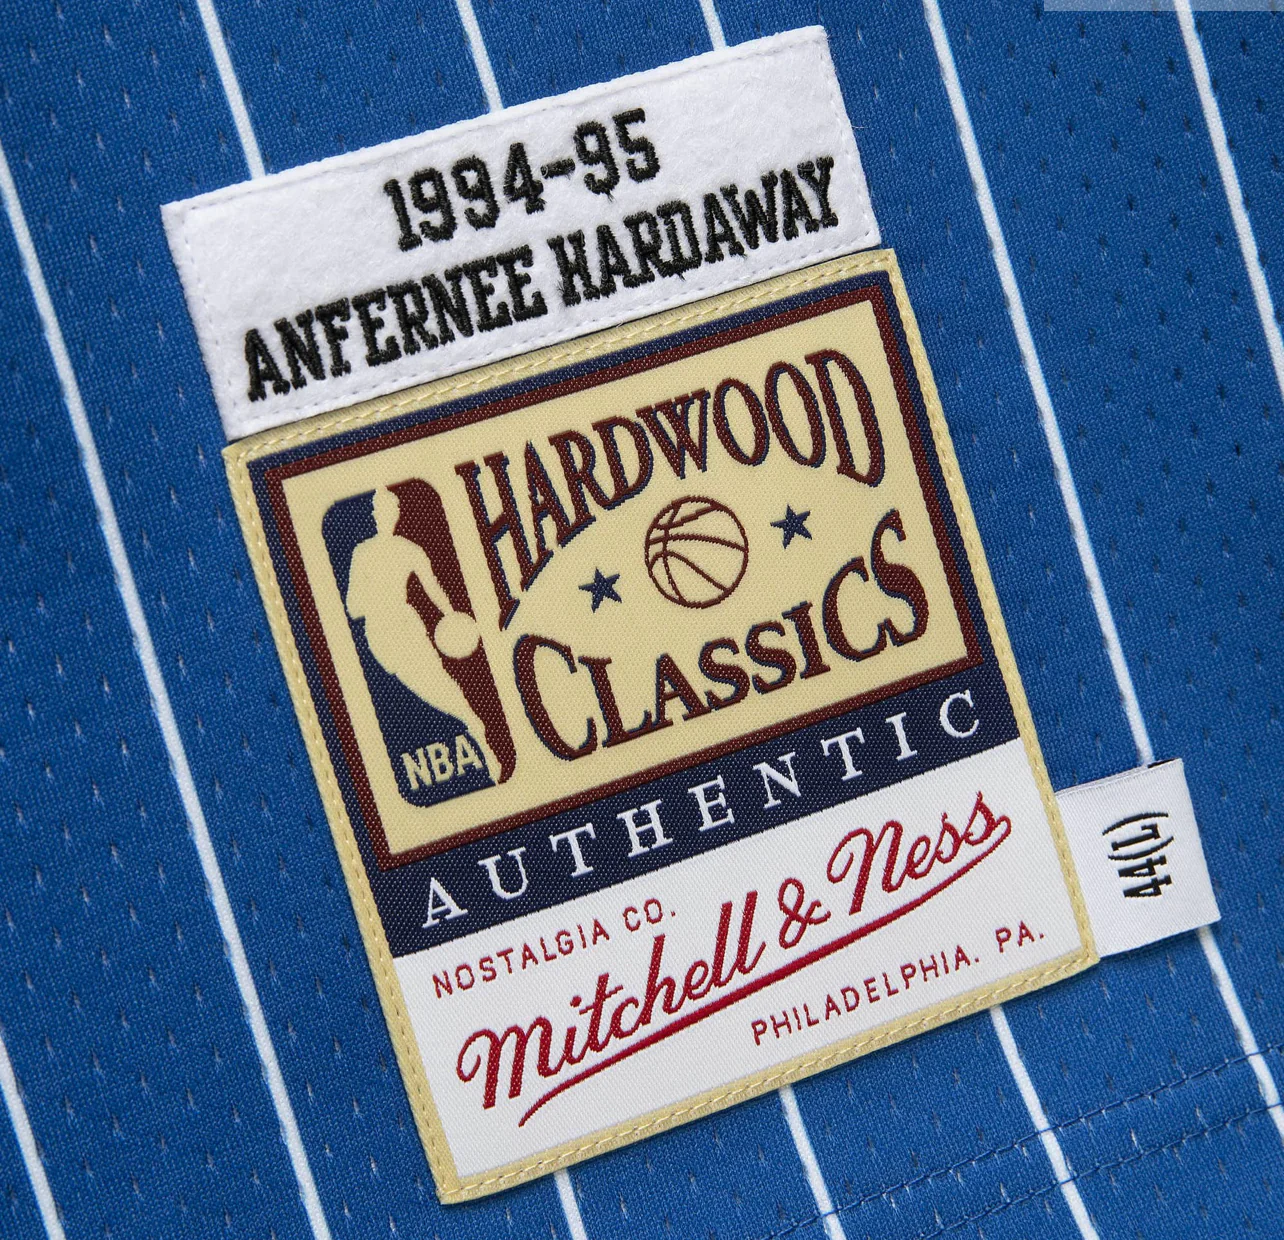 1994-95
ANFERNEE HARDAWAY
HARDWOOD
CLASSICS
NBA
AUTHENTIC
NOSTALGIA CO.
Mitchell & Ness
PHILADELPHIA, PA.
44(L)